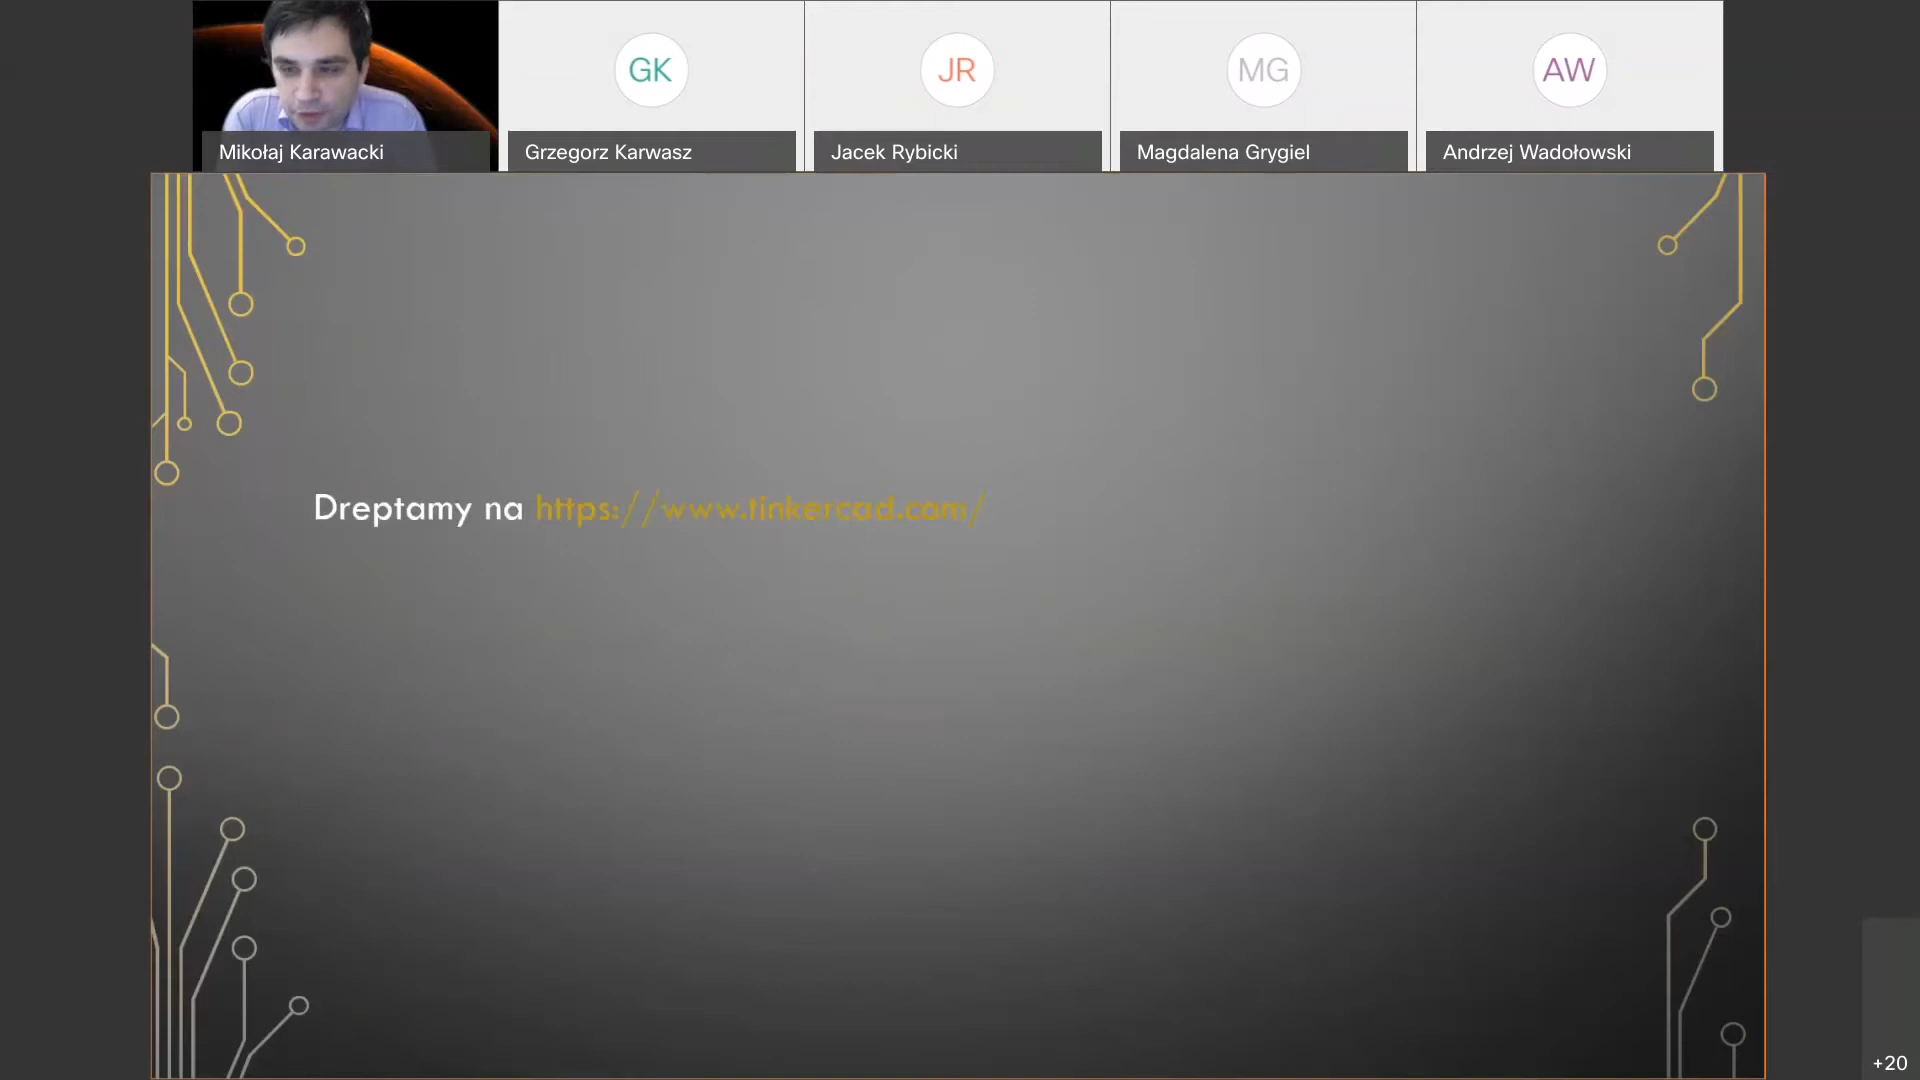 GK
JR
MG
AW
Mikołaj Karawacki
Grzegorz Karwasz
Jacek Rybicki
Magdalena Grygiel
Andrzej Wadołowski
Dreptamy na https://www.tinkercad.com/
+20